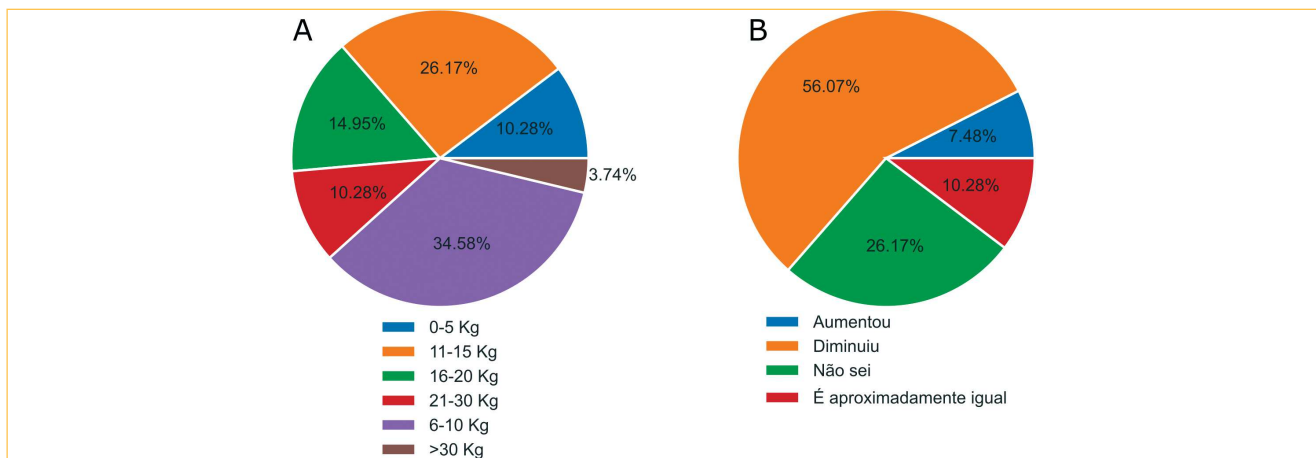 A
26.17%
14.95%
10.28%
3.74%
10.28%
34.58%
0-5 Kg
11-15 Kg
16-20 Kg
21-30 Kg
6-10 Kg
>30 Kg
B
56.07%
7.48%
10.28%
26.17%
Aumentou
Diminuiu
Não sei
É aproximadamente igual